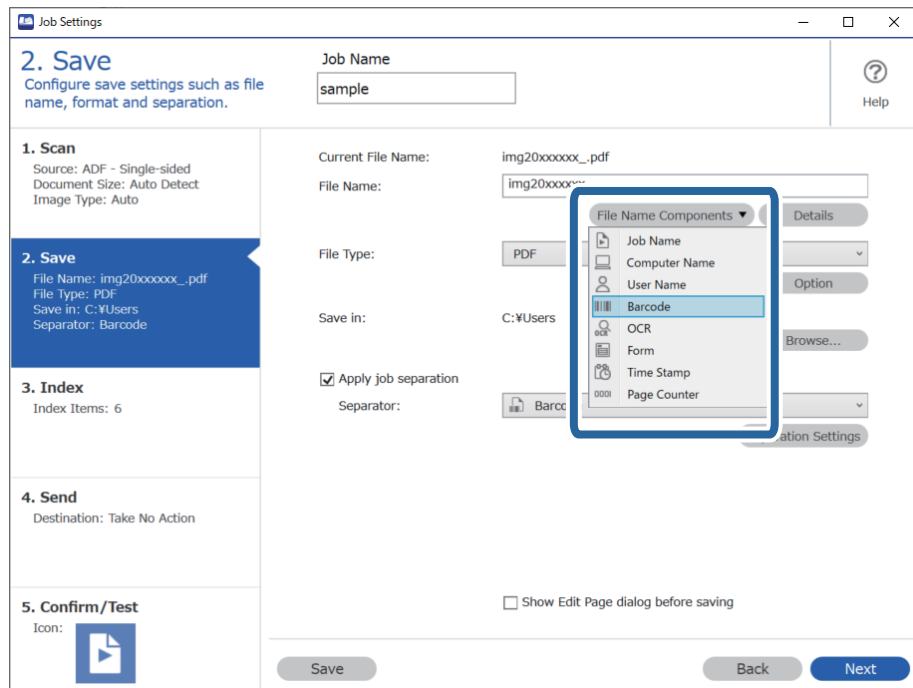 Job Settings
2. Save
Configure save settings such as file
name, format and separation.
Job Name
sample
Help
1. Scan
Source: ADF - Single-sided
Document Size: Auto Detect
Image Type: Auto
2. Save
File Name: img20xxxxxx_.pdf
File Type: PDF
Save in: C:¥Users
Separator: Barcode
3. Index
Index Items: 6
4. Send
Destination: Take No Action
5. Confirm/Test
Icon:
Current File Name: img20xxxxxx_.pdf
File Name: img20xxxxxx
File Name Components ▼ Details
Job Name
Computer Name
User Name
Barcode
OCR
Form
Time Stamp
Page Counter
File Type: PDF
Option
Save in: C:¥Users
Browse...
Apply job separation
Separator:
Settings
Show Edit Page dialog before saving
Save Back Next